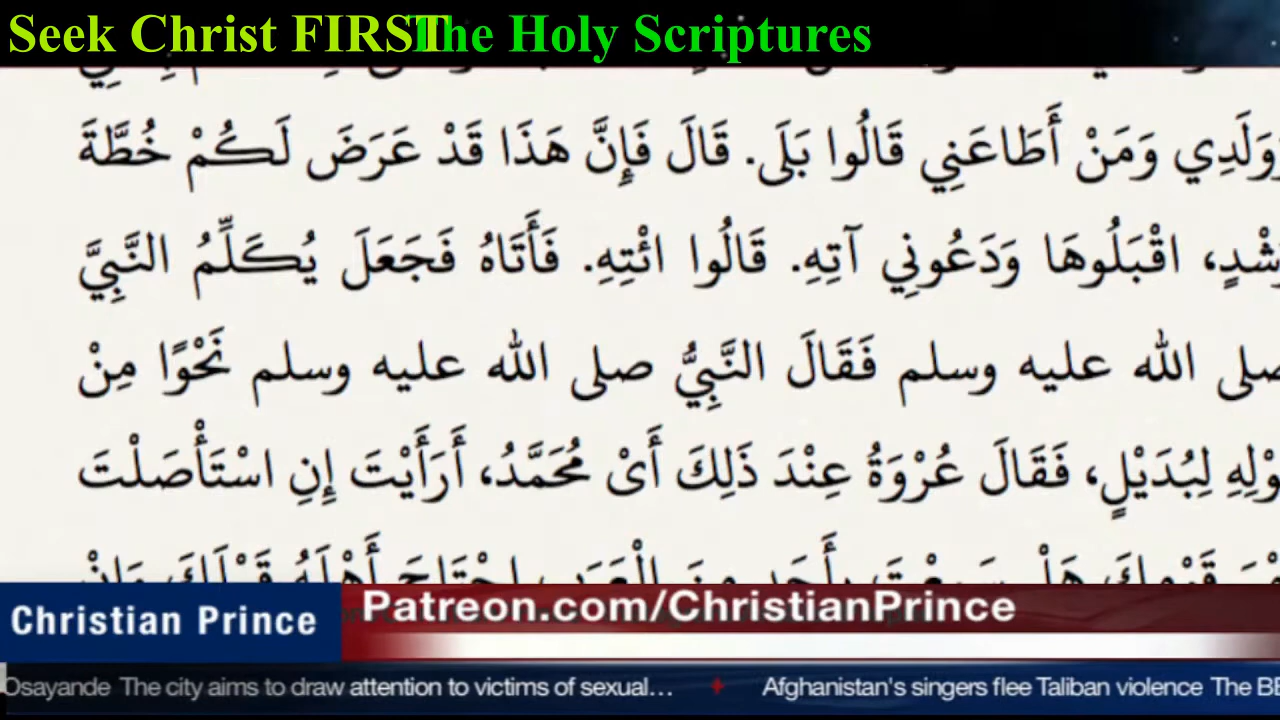 Seek Christ FIRST The Holy Scriptures
وَمَنْ أَطَاعَنِي قَالُوا بَلَى. قَالَ فَإِنَّ هَذَا قَدْ عَرَضَ لَكُمْ خُطَّةَ
اقْبَلُوهَا وَدَعُونِي آتِهِ. قَالُوا ائْتِهِ. فَأَتَاهُ فَجَعَلَ يُكَلِّمُ النَّبِيَّ
صلى الله عليه وسلم فَقَالَ النَّبِيُّ صلى الله عليه وسلم نَحْوًا مِنْ
لِبُدَيْلٍ، فَقَالَ عُرْوَةُ عِنْدَ ذَلِكَ أَىْ مُحَمَّدُ، أَرَأَيْتَ إِنِ اسْتَأْصَلْتَ
Christian Prince
Patreon.com/ChristianPrince
Osayande The city aims to draw attention to victims of sexual... Afghanistan's singers flee Taliban violence The